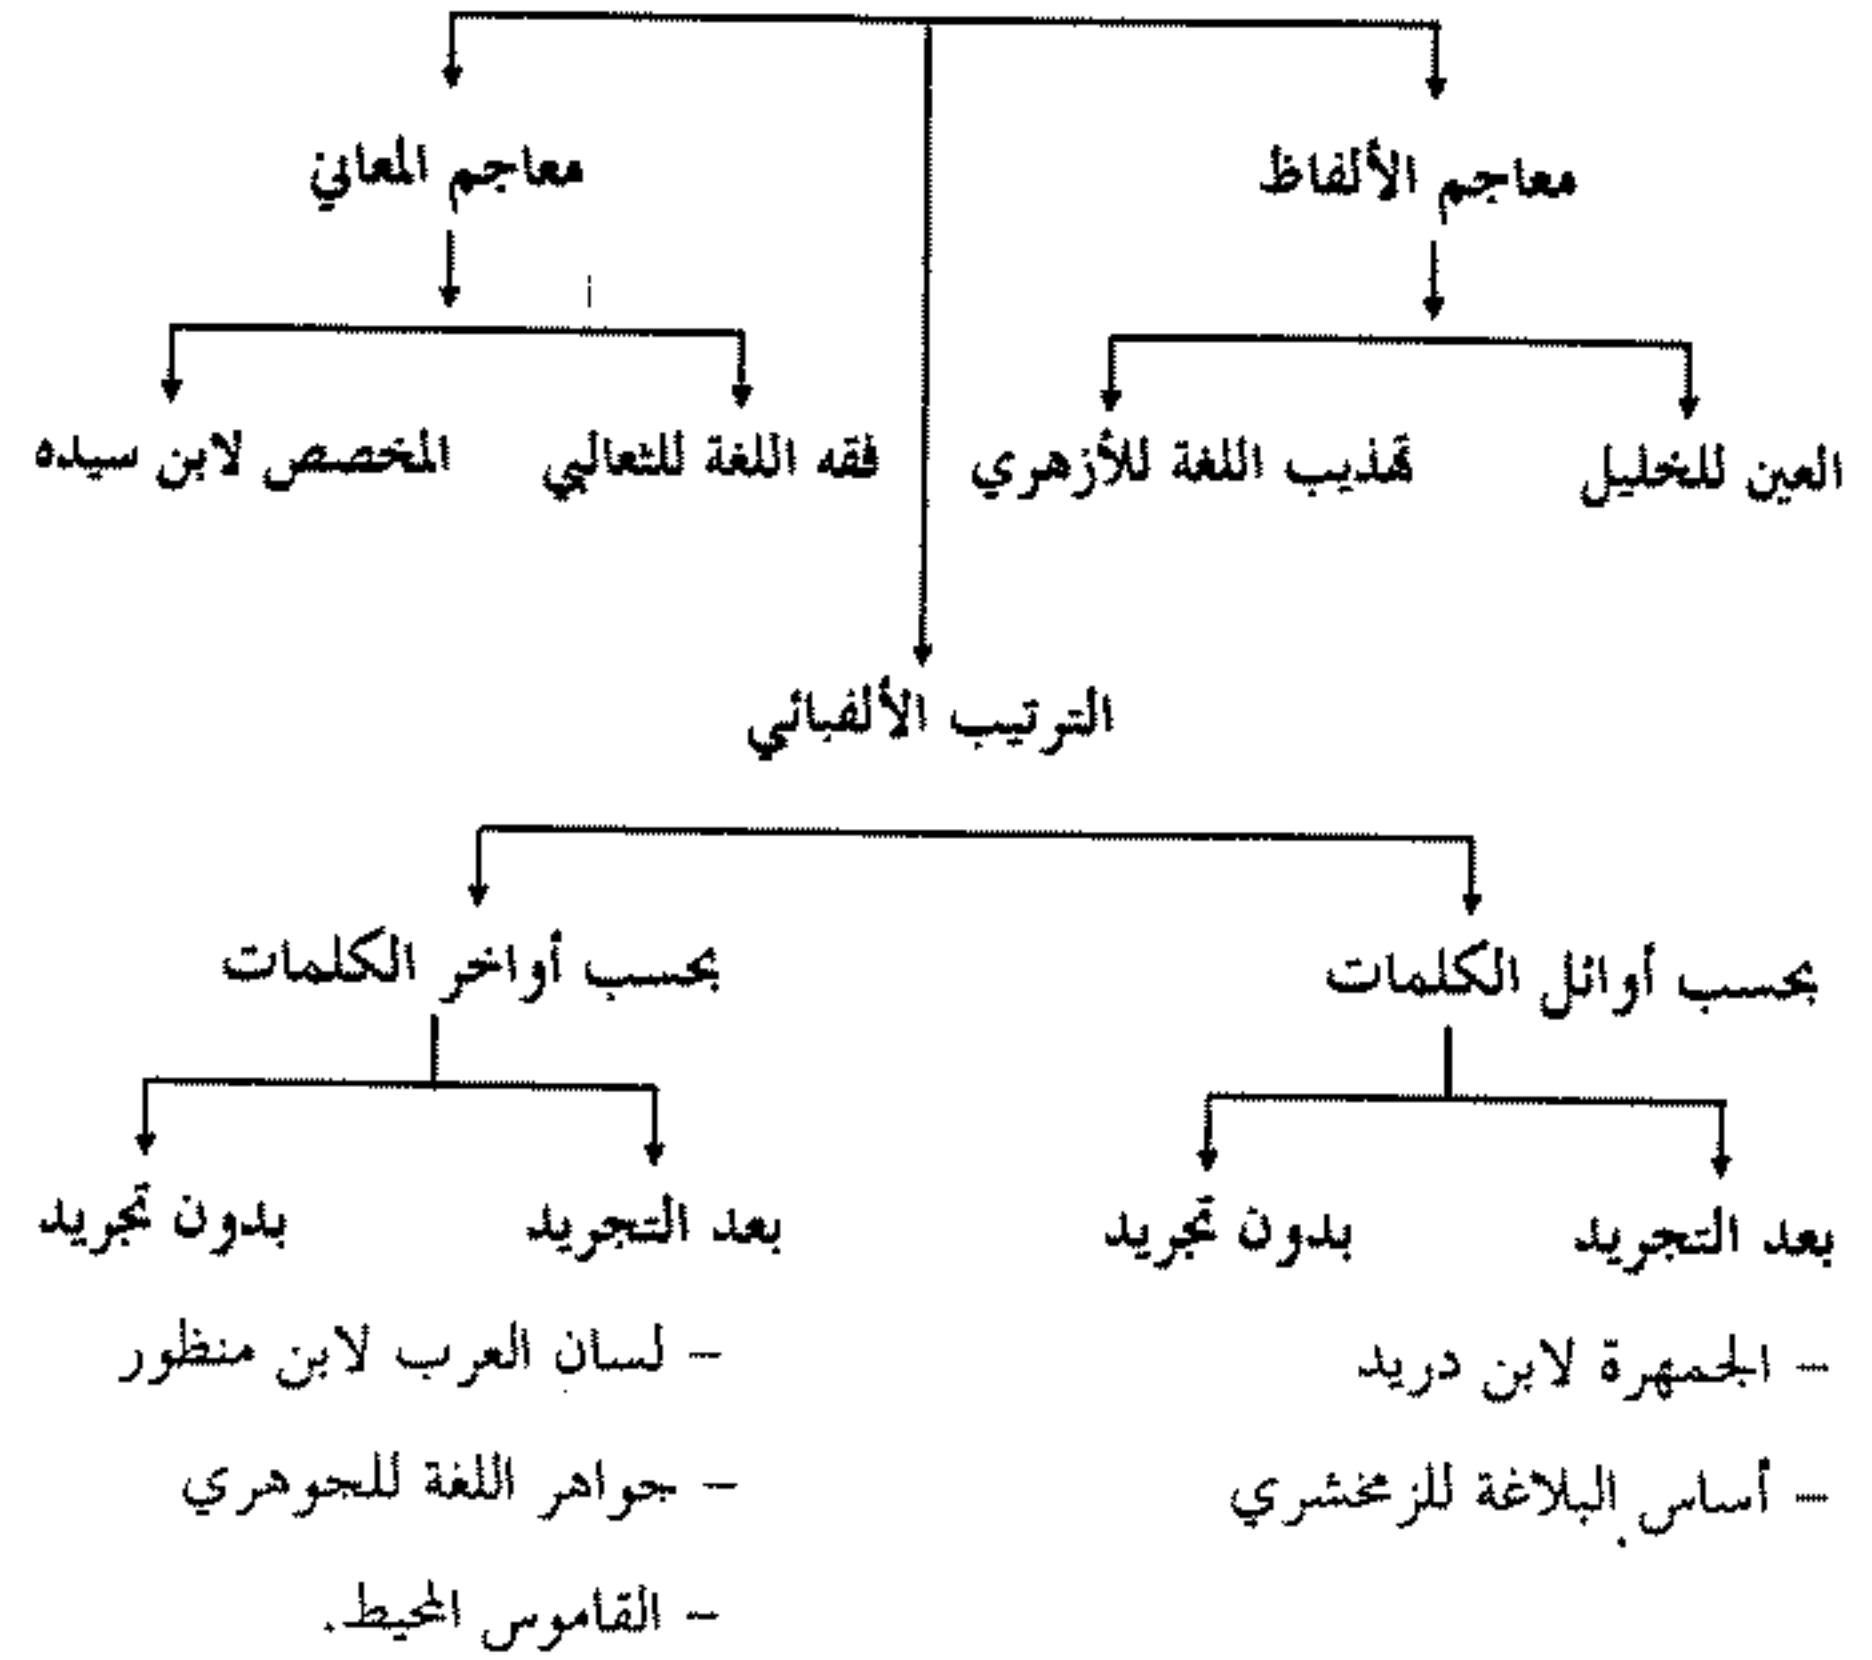 معاجم الألفاظ
معاجم المعاني
العين للخليل
تهذيب اللغة للأزهري
فقه اللغة للثعالبي
المخصص لابن سيده
الترتيب الألفبائي
بحسب أوائل الكلمات
بحسب أواخر الكلمات
بعد التجريد
بدون تجريد
بعد التجريد
بدون تجريد
– الجمهرة لابن دريد
– أساس البلاغة للزمخشري
– لسان العرب لابن منظور
– جواهر اللغة للجوهري
– القاموس المحيط.